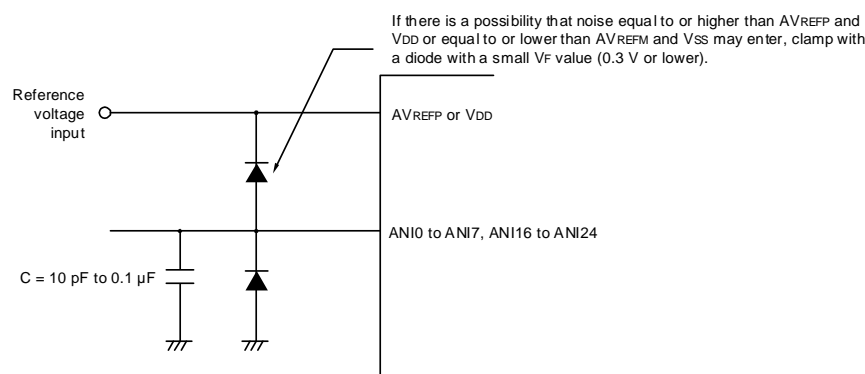 If there is a possibility that noise equal to or higher than AVREFP and
VDD or equal to or lower than AVREFM and VSS may enter, clamp with
a diode with a small VF value (0.3 V or lower).
Reference
voltage
input
AVREFP or VDD
ANI0 to ANI7, ANI16 to ANI24
C = 10 pF to 0.1 µF